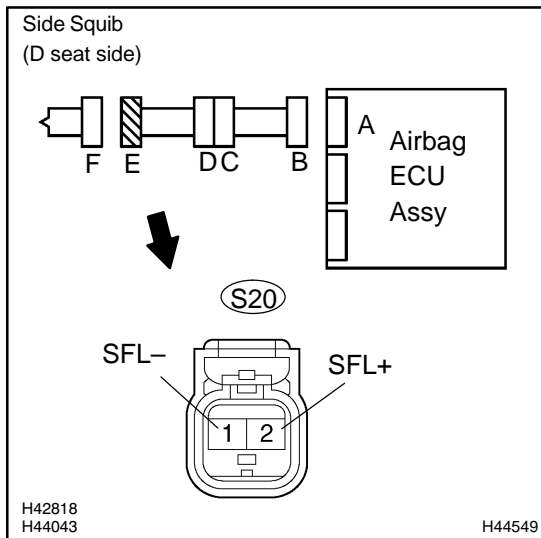 Side Squib
(D seat side)
A
Airbag
ECU
Assy
F E D C B
S20
SFL–
SFL+
1 2
H42818
H44043
H44549